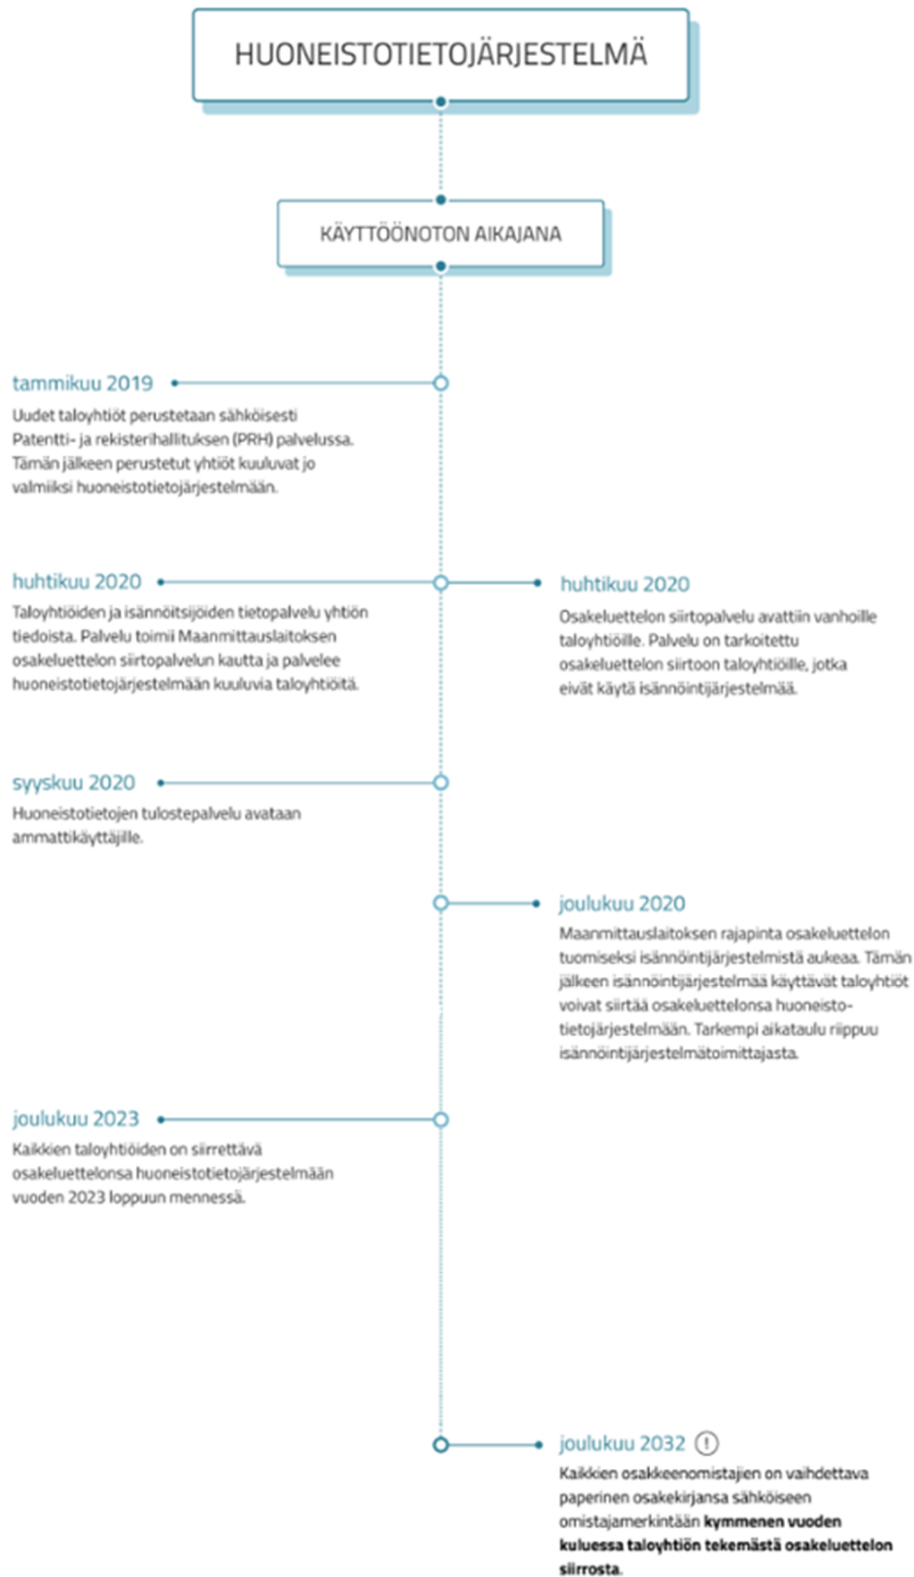 HUONEISTOTIETOJÄRJESTELMÄ
KÄYTTÖÖNOTON AIKAJANA
tammikuu 2019
Uudet taloyhtiöt perustetaan sähköisesti
Patentti- ja rekisterihallituksen (PRH) palvelussa.
Tämän jälkeen perustetut yhtiöt kuuluvat jo
valmiiksi huoneistotietojärjestelmään.
huhtikuu 2020
Taloyhtiöiden ja isännöitsijöiden tietopalvelu yhtiön
tiedoista. Palvelu toimii Maanmittauslaitoksen
osakeluettelon siirtopalvelun kautta ja palvelee
huoneistotietojärjestelmään kuuluvia taloyhtiöitä.
huhtikuu 2020
Osakeluettelon siirtopalvelu avattiin vanhoille
taloyhtiöille. Palvelu on tarkoitettu
osakeluettelon siirtoon taloyhtiöille, jotka
eivät käytä isännöintijärjestelmää.
syyskuu 2020
Huoneistotietojen tulostepalvelu avataan
ammattikäyttäjille.
joulukuu 2020
Maanmittauslaitoksen rajapinta osakeluettelon
tuomiseksi isännöintijärjestelmistä aukeaa. Tämän
jälkeen isännöintijärjestelmää käyttävät taloyhtiöt
voivat siirtää osakeluettelonsa huoneisto-
tietojärjestelmään. Tarkempi aikataulu riippuu
isännöintijärjestelmätoimittajasta.
joulukuu 2023
Kaikkien taloyhtiöiden on siirrettävä
osakeluettelonsa huoneistotietojärjestelmään
vuoden 2023 loppuun mennessä.
joulukuu 2032 !
Kaikkien osakkeenomistajien on vaihdettava
paperinen osakekirjansa sähköiseen
omistajamerkintään kymmenen vuoden
kuluessa taloyhtiön tekemästä osakeluettelon
siirrosta.